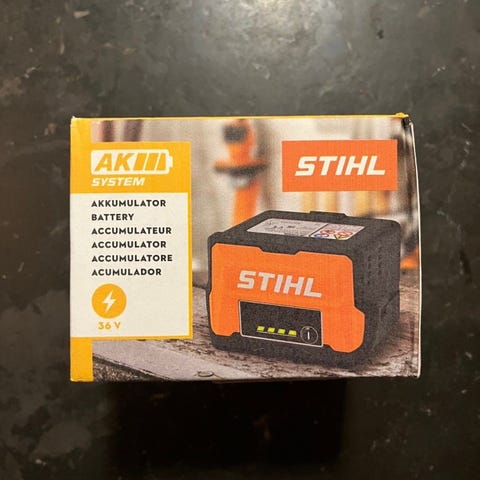 AK
SYSTEM
STIHL
AKKUMULATOR
BATTERY
ACCUMULATEUR
ACCUMULATOR
ACCUMULATORE
ACUMULADOR
36 V
STIHL